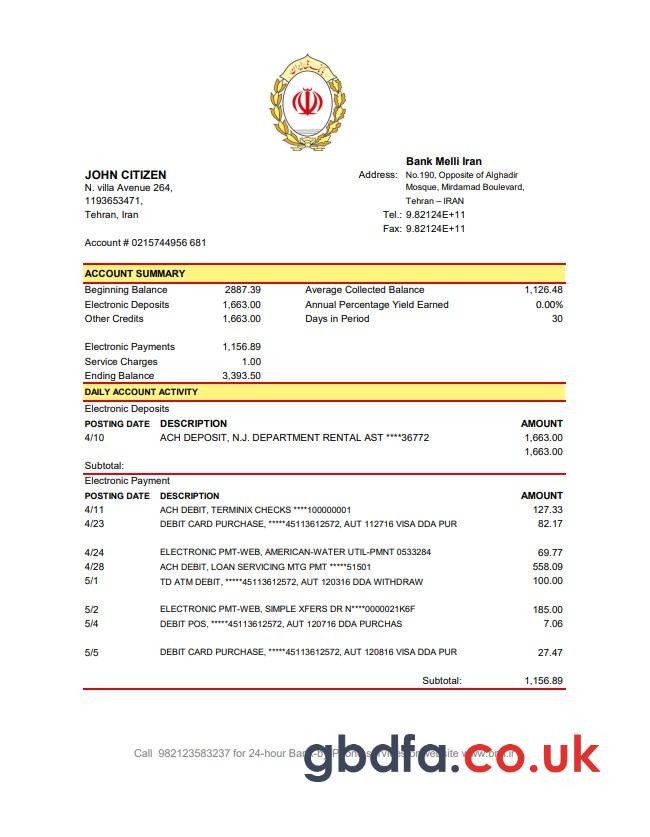 بانک ملی ایران
JOHN CITIZEN
N. villa Avenue 264,
1193653471,
Tehran, Iran
Account # 0215744956 681
Bank Melli Iran
Address: No.190, Opposite of Alghadir
Mosque, Mirdamad Boulevard,
Tehran – IRAN
Tel.: 9.82124E+11
Fax: 9.82124E+11
ACCOUNT SUMMARY
Beginning Balance 2887.39 Average Collected Balance 1,126.48
Electronic Deposits 1,663.00 Annual Percentage Yield Earned 0.00%
Other Credits 1,663.00 Days in Period 30
Electronic Payments 1,156.89
Service Charges 1.00
Ending Balance 3,393.50
DAILY ACCOUNT ACTIVITY
Electronic Deposits
POSTING DATE DESCRIPTION AMOUNT
4/10 ACH DEPOSIT, N.J. DEPARTMENT RENTAL AST ****36772 1,663.00
1,663.00
Subtotal:
Electronic Payment
POSTING DATE DESCRIPTION AMOUNT
4/11 ACH DEBIT, TERMINIX CHECKS ****100000001 127.33
4/23 DEBIT CARD PURCHASE, *****45113612572, AUT 112716 VISA DDA PUR 82.17
4/24 ELECTRONIC PMT-WEB, AMERICAN-WATER UTIL-PMNT 0533284 69.77
4/28 ACH DEBIT, LOAN SERVICING MTG PMT *****51501 558.09
5/1 TD ATM DEBIT, *****45113612572, AUT 120316 DDA WITHDRAW 100.00
5/2 ELECTRONIC PMT-WEB, SIMPLE XFERS DR N****0000021K6F 185.00
5/4 DEBIT POS, *****45113612572, AUT 120716 DDA PURCHAS 7.06
5/5 DEBIT CARD PURCHASE, *****45113612572, AUT 120816 VISA DDA PUR 27.47
Subtotal: 1,156.89
Call 982123583237 for 24-hour Bank-by-Phone services or website www.bmi.ir
gbdfa.co.uk